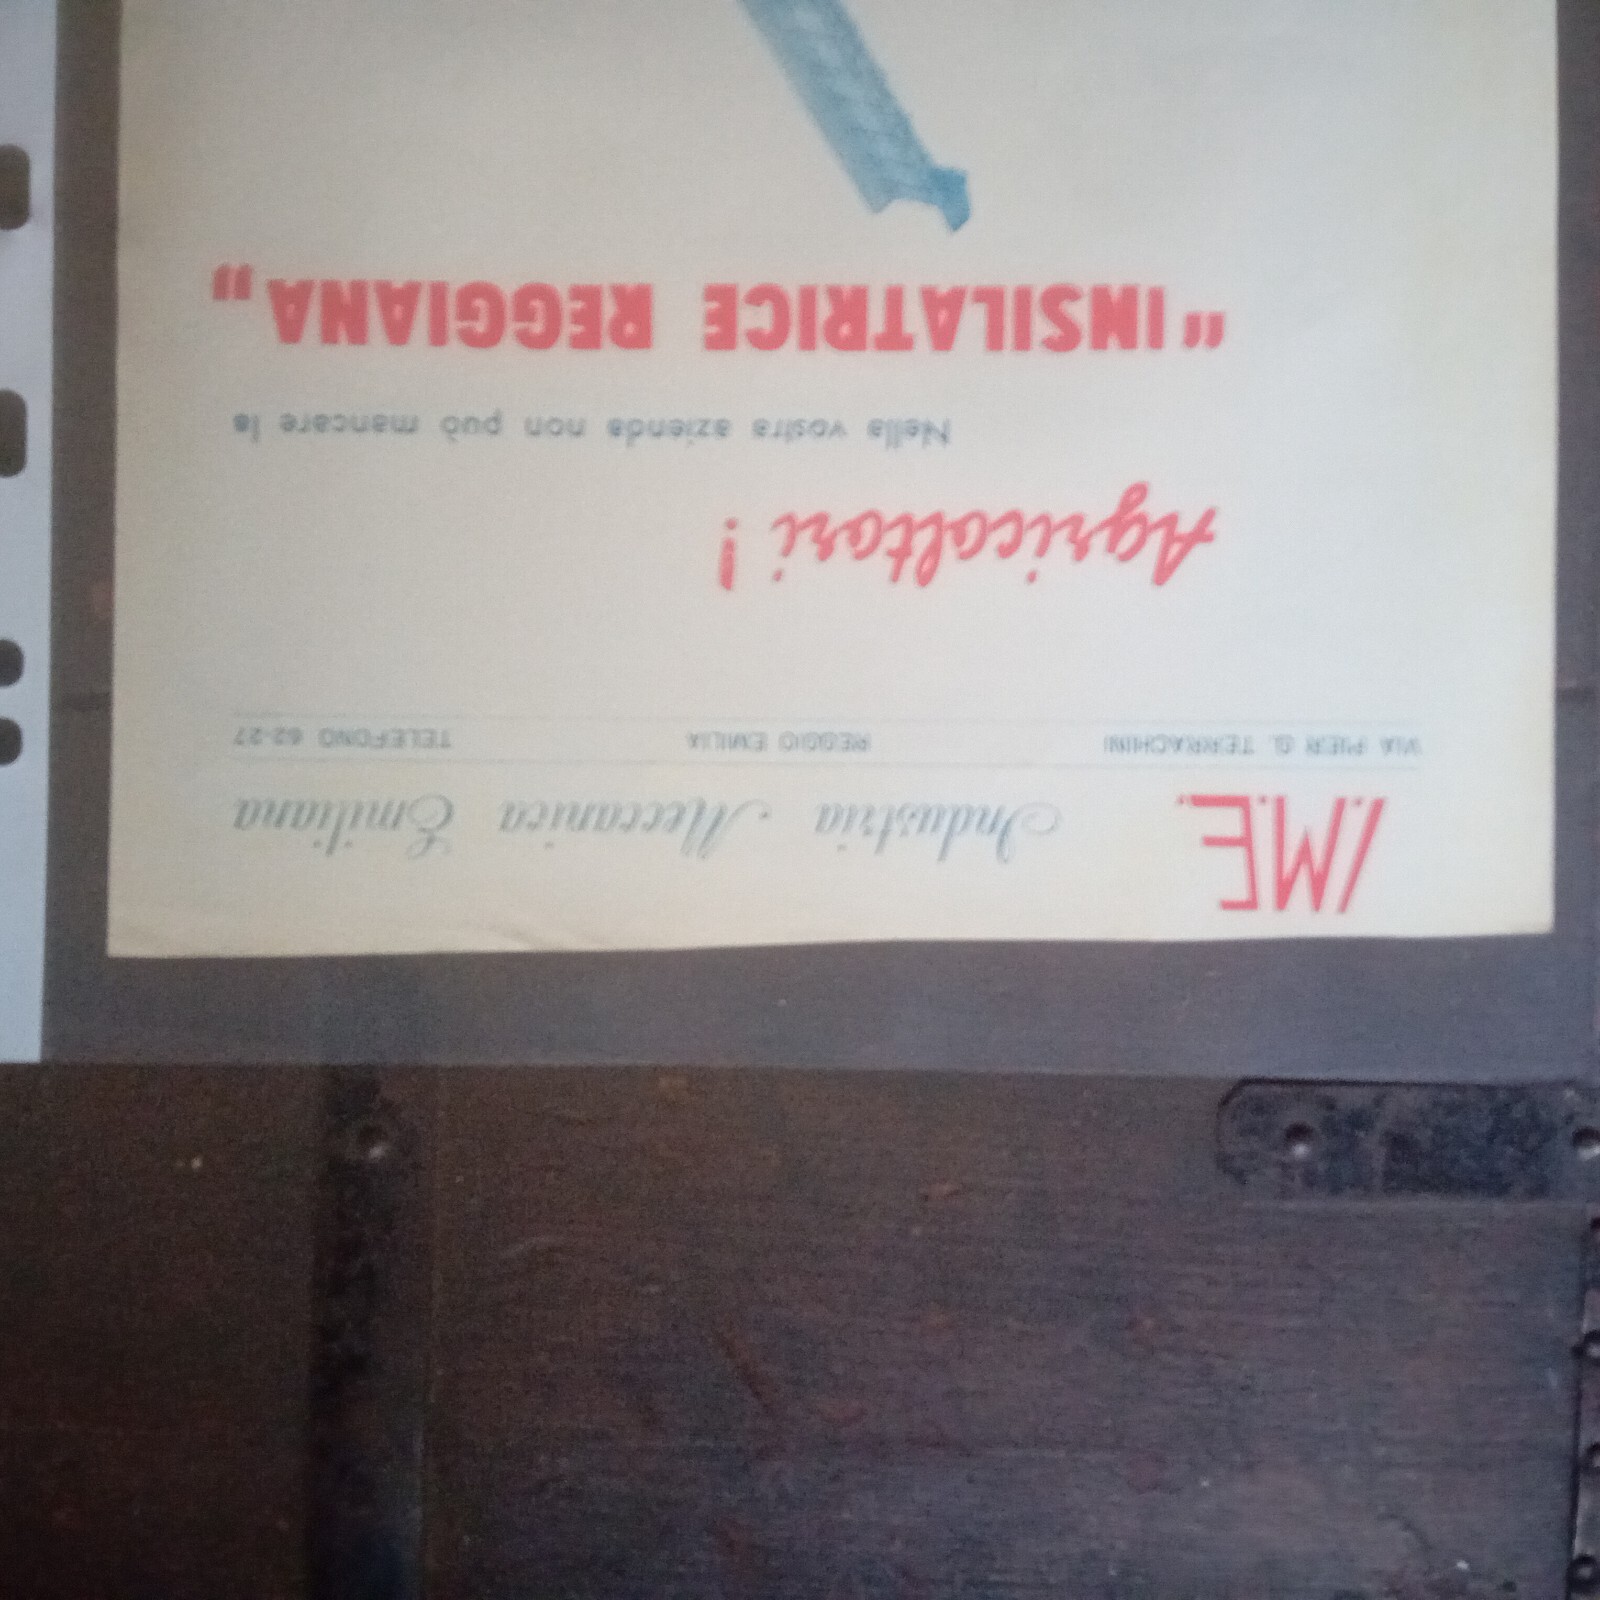 I.M.E. Industria Meccanica Emiliana
VIA PIER G. TERRACHINI REGGIO EMILIA TELEFONO 62-27
Agricoltori!
Nella vostra azienda non può mancare la
"INSILATRICE REGGIANA"